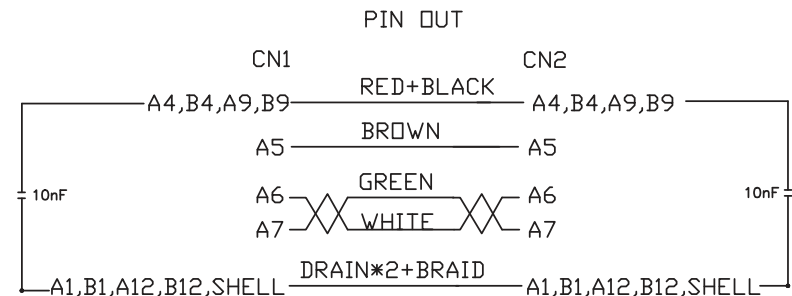 PIN OUT
CN1 CN2
RED+BLACK
A4,B4,A9,B9 A4,B4,A9,B9
BROWN
A5 A5
10nF GREEN 10nF
A6 A6
A7 WHITE A7
DRAIN*2+BRAID
A1,B1,A12,B12,SHELL A1,B1,A12,B12,SHELL